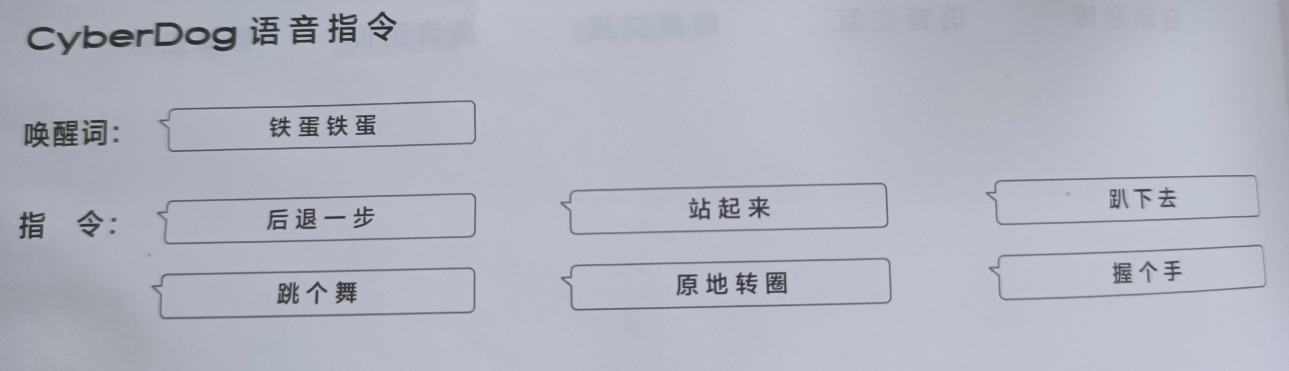 CyberDog 语音指令
唤醒词： 铁蛋铁蛋
指 令： 后退一步 站起来 趴下去
跳个舞 原地转圈 握个手